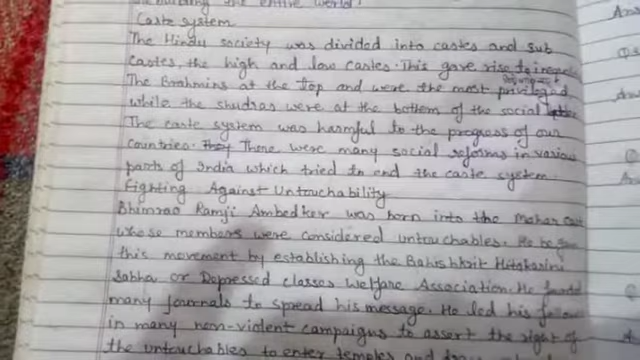 the entire world.
Caste system
The Hindu society was divided into castes and sub
castes, the high and low castes. This gave rise to
The Brahmins at the top and were the most privileged
while the shudras were at the bottom of the social
The caste system was harmful to the progress of our
countries. They There were many social reforms in various
parts of India which tried to end the caste system
Fighting Against Untouchability
Bhimrao Ramji Ambedker was born into the Mahar
whose members were considered untouchables. He
this movement by establishing the Bahishkrit Hitakarini
Sabha or Depressed classes Welfare Association. He
many journals to spread his message. He led his
in many non-violent campaigns to assert the right of
the untouchables to enter temples and